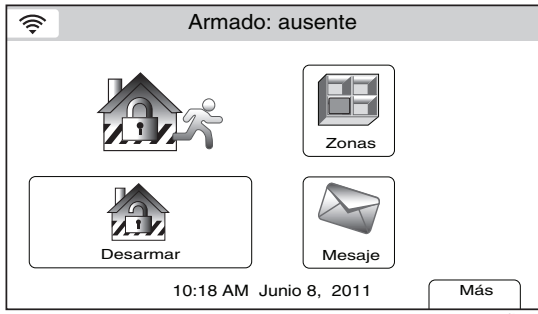 Armado: ausente
Zonas
Desarmar
Mesaje
10:18 AM Junio 8, 2011
Más